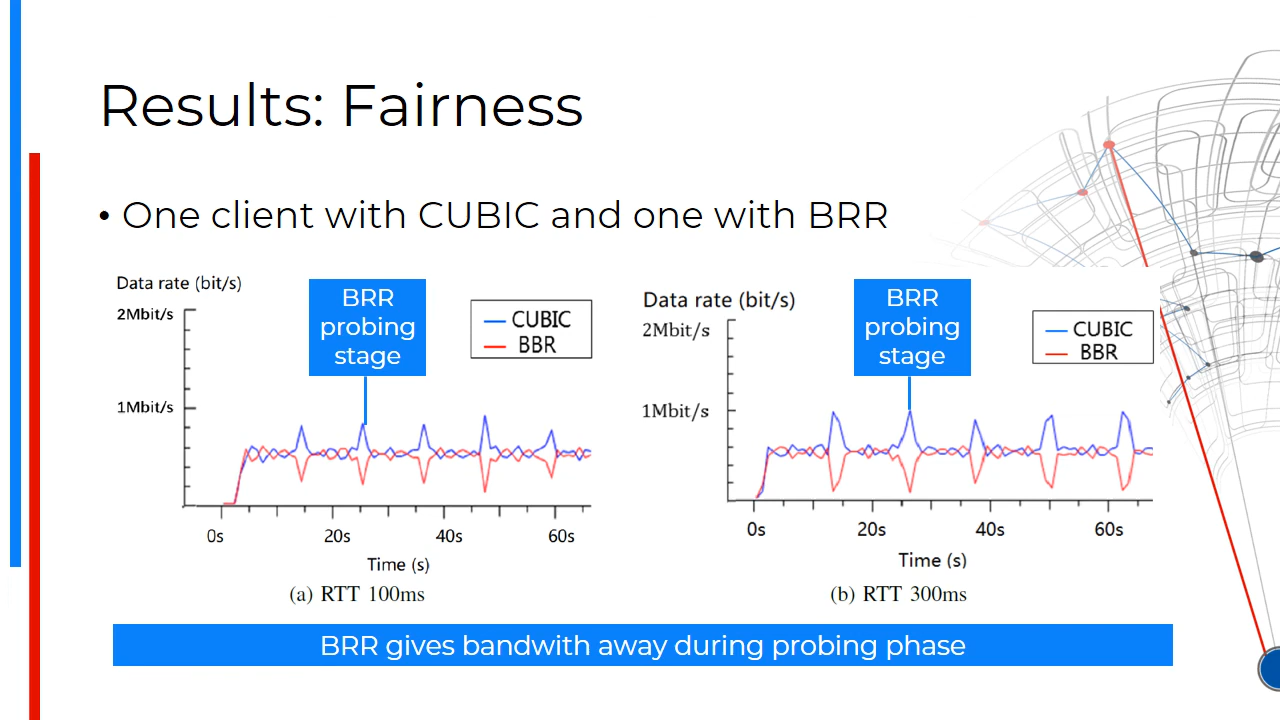 Results: Fairness
• One client with CUBIC and one with BRR
Data rate (bit/s)
2Mbit/s
1Mbit/s
BRR
probing
stage
CUBIC
BBR
0s 20s 40s 60s
Time (s)
(a) RTT 100ms
Data rate (bit/s)
2Mbit/s
1Mbit/s
BRR
probing
stage
CUBIC
BBR
0s 20s 40s 60s
Time (s)
(b) RTT 300ms
BRR gives bandwith away during probing phase